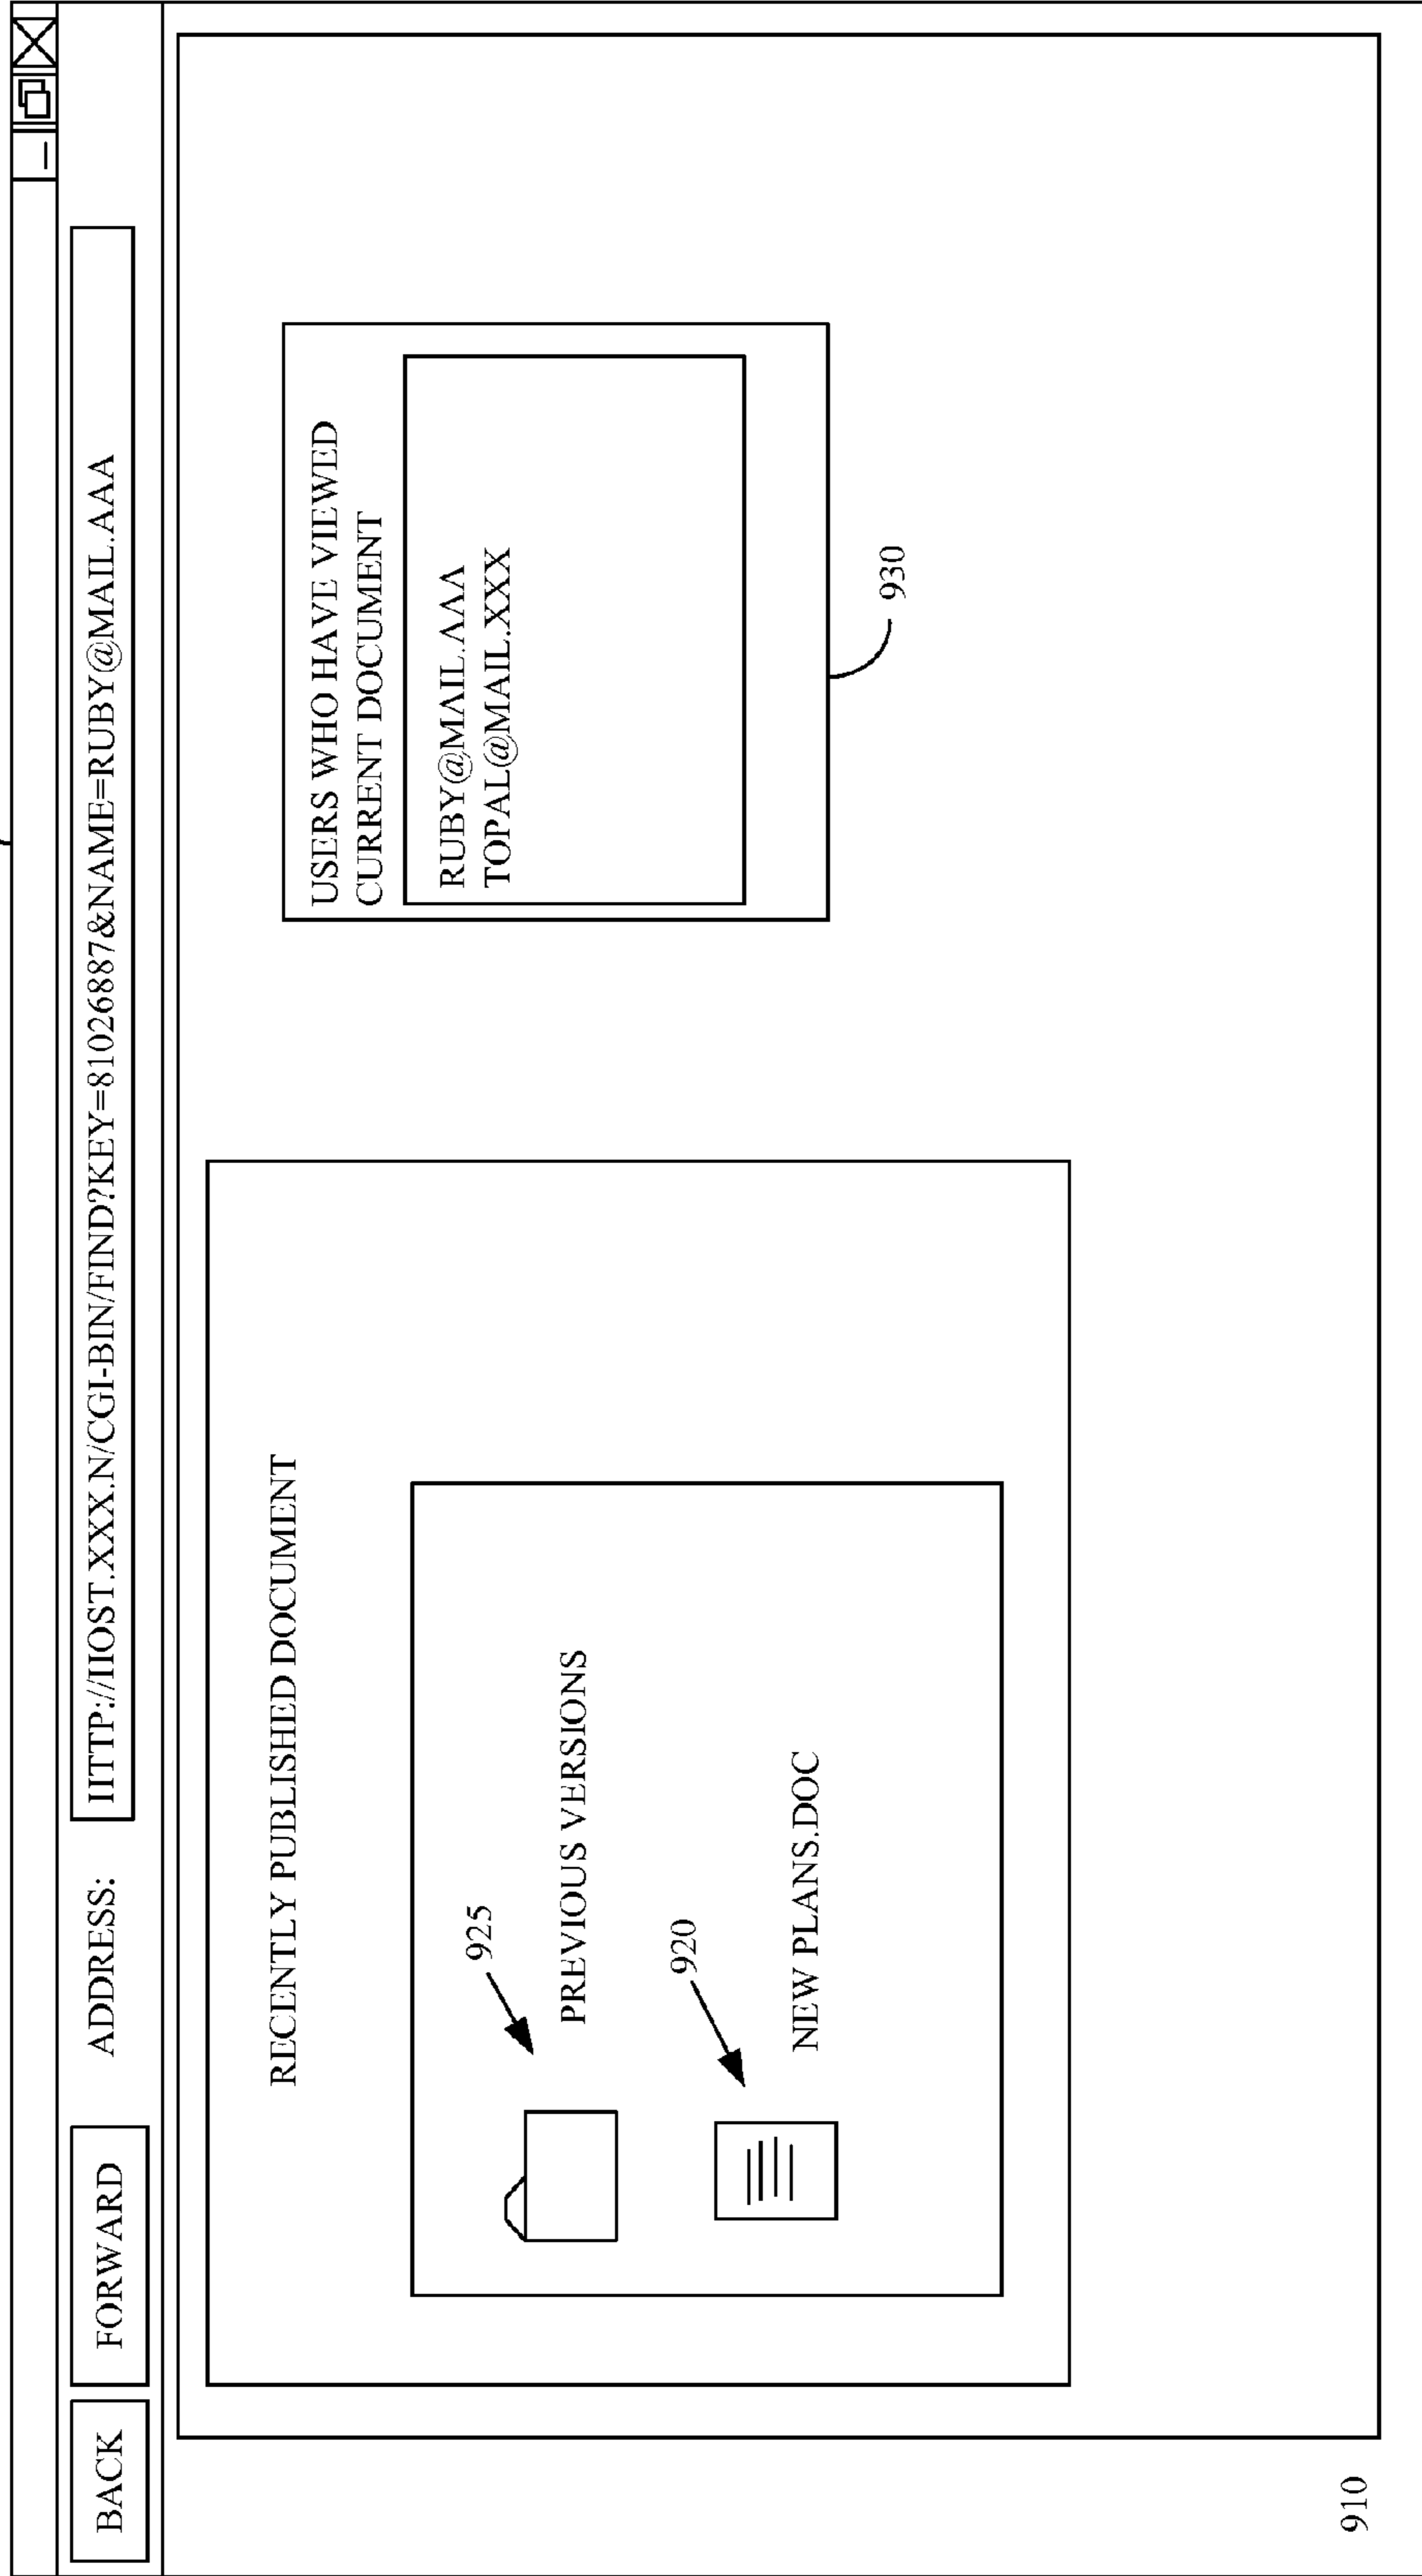 BACK
FORWARD
ADDRESS:
HTTP://HOST.XXX.N/CGI-BIN/FIND?KEY=81026887&NAME=RUBY@MAIL.AAA
RECENTLY PUBLISHED DOCUMENT
925
PREVIOUS VERSIONS
920
NEW PLANS.DOC
USERS WHO HAVE VIEWED
CURRENT DOCUMENT
RUBY@MAIL.AAA
TOPAL@MAIL.XXX
930
910